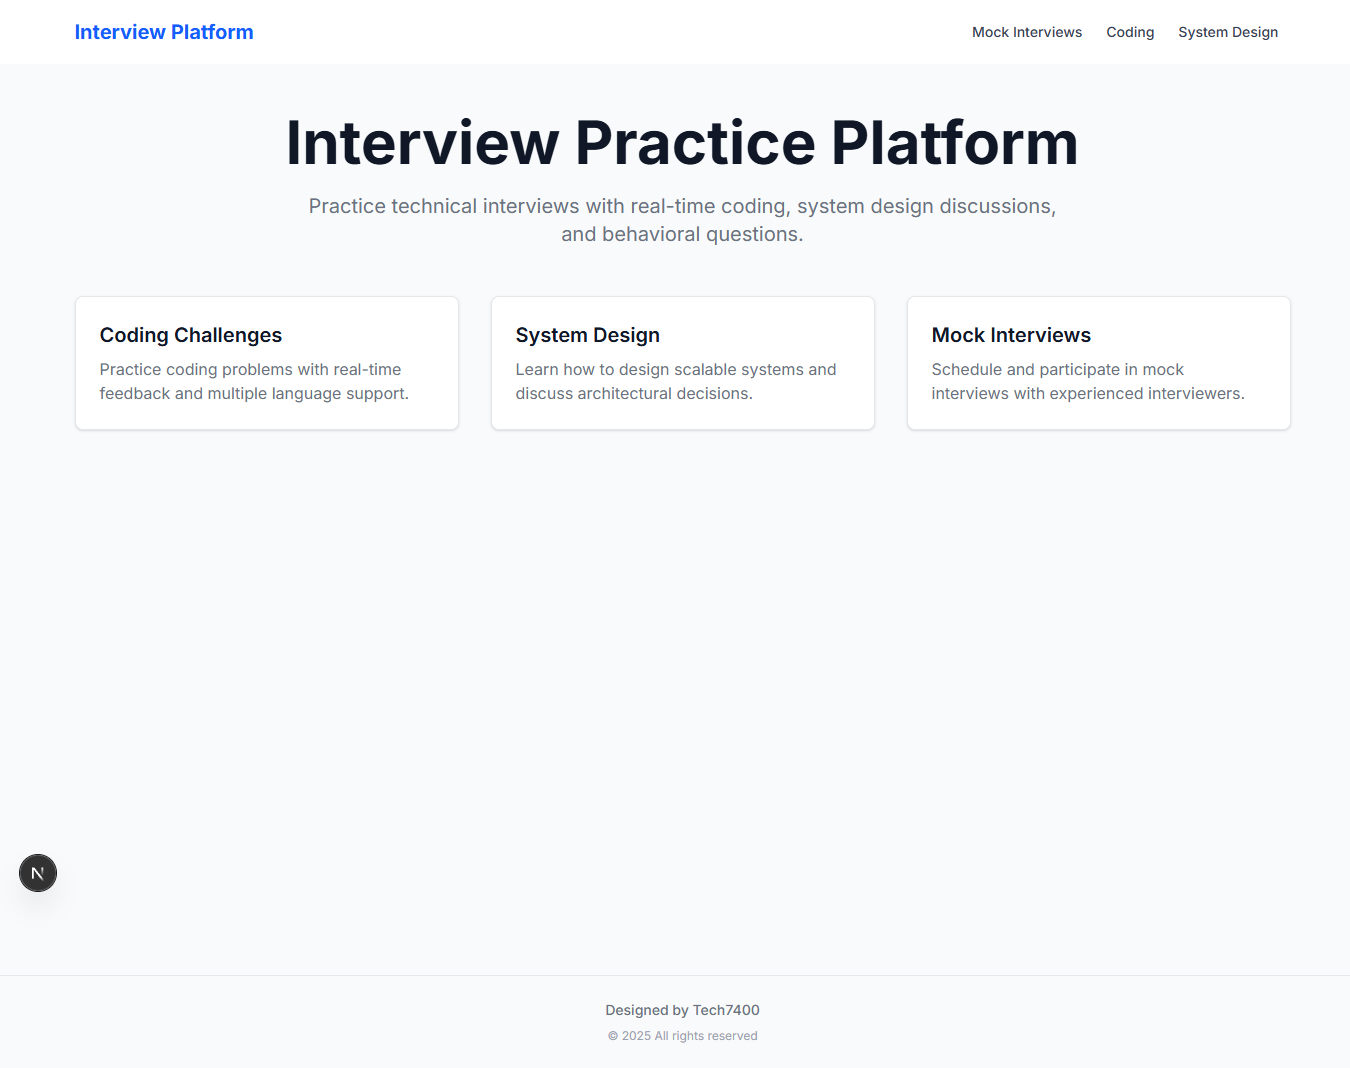 Interview Platform
Mock Interviews
Coding
System Design
Interview Practice Platform
Practice technical interviews with real-time coding, system design discussions,
and behavioral questions.
Coding Challenges
Practice coding problems with real-time
feedback and multiple language support.
System Design
Learn how to design scalable systems and
discuss architectural decisions.
Mock Interviews
Schedule and participate in mock
interviews with experienced interviewers.
N
Designed by Tech7400
© 2025 All rights reserved